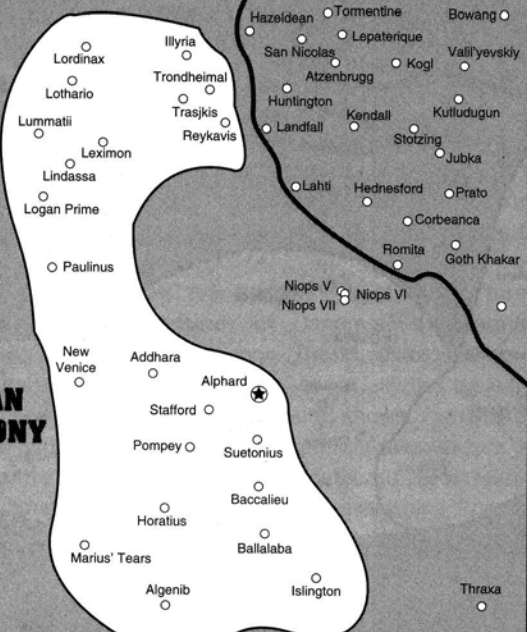 Hazeldean
Tormentine
Bowang
Lordinax
Illyria
San Nicolas
Lepaterique
Valil'yevskiy
Trondheimal
Atzenbrugg
Kogl
Lothario
Trasjkis
Huntington
Kutludugun
Lummatii
Reykavis
Landfall
Kendall
Stotzing
Leximon
Jubka
Lindassa
Logan Prime
Lahti
Hednesford
Prato
Corbeanca
Romita
Goth Khakar
Paulinus
Niops V
Niops VI
Niops VII
New
Venice
Addhara
Alphard
AN
ONY
Stafford
Pompey
Suetonius
Baccalieu
Horatius
Ballalaba
Marius' Tears
Algenib
Islington
Thraxa